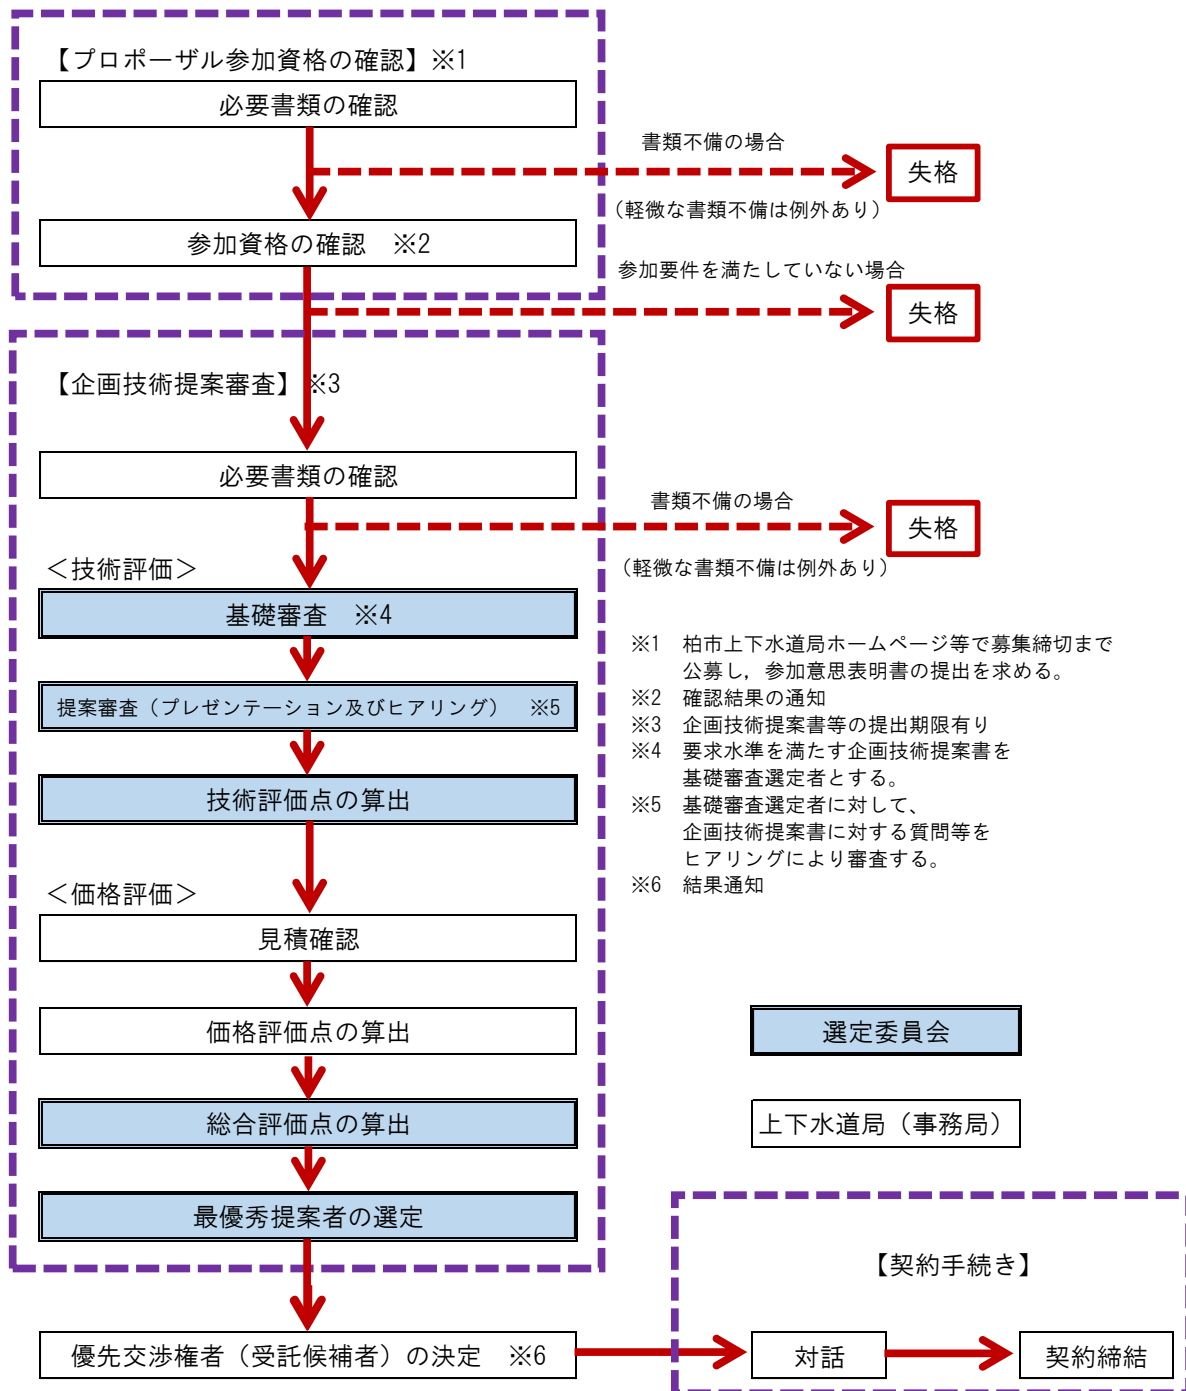 【プロポーザル参加資格の確認】※1
必要書類の確認
書類不備の場合
失格
（軽微な書類不備は例外あり）
参加資格の確認　※2
参加要件を満たしていない場合
失格
【企画技術提案審査】※3
必要書類の確認
書類不備の場合
失格
（軽微な書類不備は例外あり）
＜技術評価＞
基礎審査　※4
提案審査（プレゼンテーション及びヒアリング）　※5
技術評価点の算出
※1　柏市上下水道局ホームページ等で募集締切まで
公募し，参加意思表明書の提出を求める。
※2　確認結果の通知
※3　企画技術提案書等の提出期限有り
※4　要求水準を満たす企画技術提案書を
基礎審査選定者とする。
※5　基礎審査選定者に対して、
企画技術提案書に対する質問等を
ヒアリングにより審査する。
※6　結果通知
＜価格評価＞
見積確認
価格評価点の算出
総合評価点の算出
最優秀提案者の選定
選定委員会
上下水道局（事務局）
優先交渉権者（受託候補者）の決定　※6
【契約手続き】
対話
契約締結